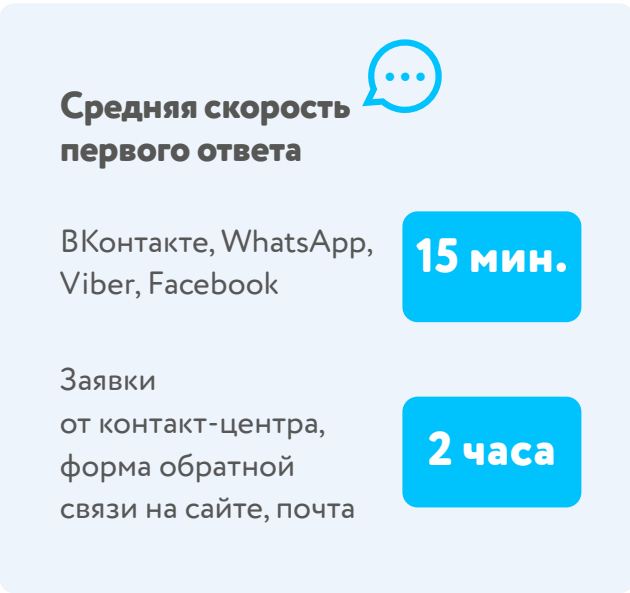 Средняя скорость
первого ответа
ВКонтакте, WhatsApp,
Viber, Facebook
15 мин.
Заявки
от контакт-центра,
форма обратной
связи на сайте, почта
2 часа